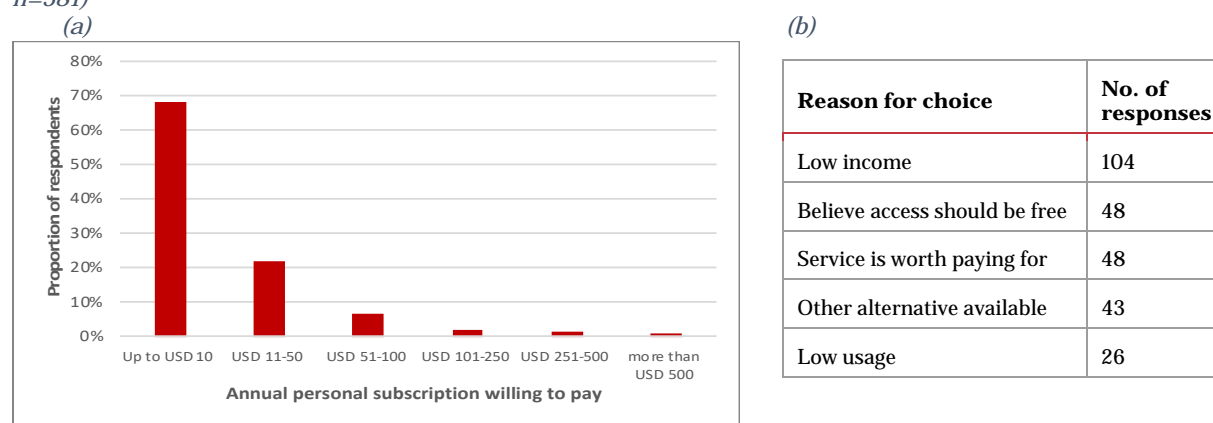 n=581)
(a)
(b)
80%
70%
60%
50%
40%
30%
20%
10%
0%
Proportion of respondents
Up to USD 10 USD 11-50 USD 51-100 USD 101-250 USD 251-500 more than
USD 500
Annual personal subscription willing to pay
Reason for choice No. of
responses
Low income 104
Believe access should be free 48
Service is worth paying for 48
Other alternative available 43
Low usage 26